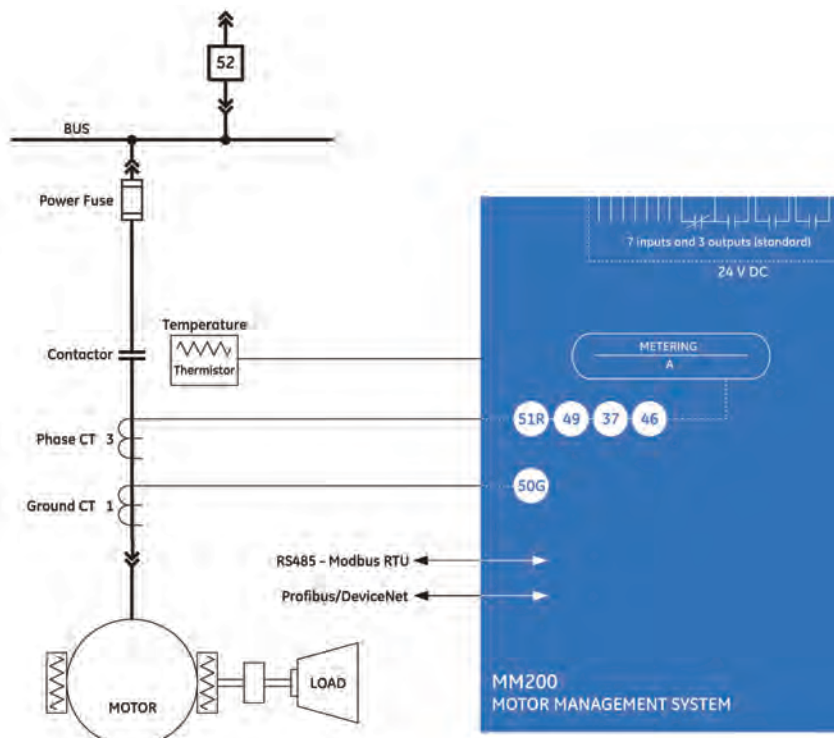 52
BUS
Power Fuse
7 inputs and 3 outputs (standard)
24 V DC
Temperature
Thermistor
Contactor
METERING
A
51R 49 37 46
Phase CT 3
50G
Ground CT 1
RS485 - Modbus RTU
Profibus/DeviceNet
MOTOR
LOAD
MM200
MOTOR MANAGEMENT SYSTEM